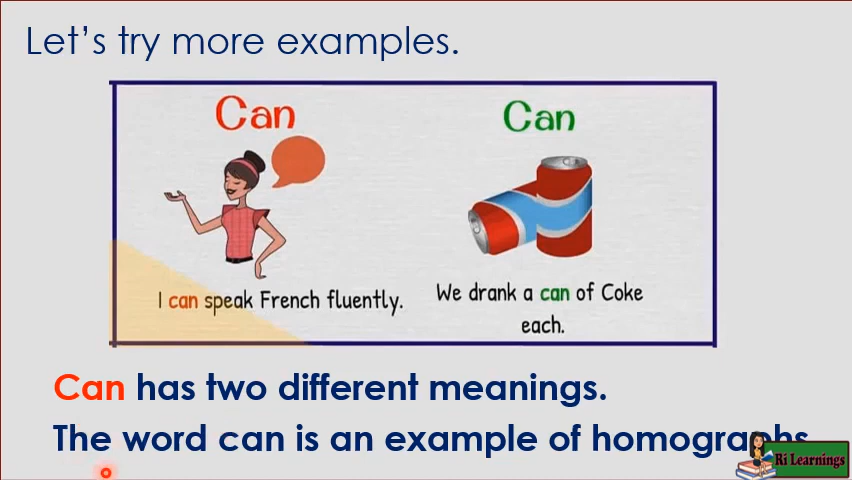 Let's try more examples.
Can
Can
I can speak French fluently.
We drank a can of Coke
each.
Can has two different meanings.
The word can is an example of homographs
Ri Learnings